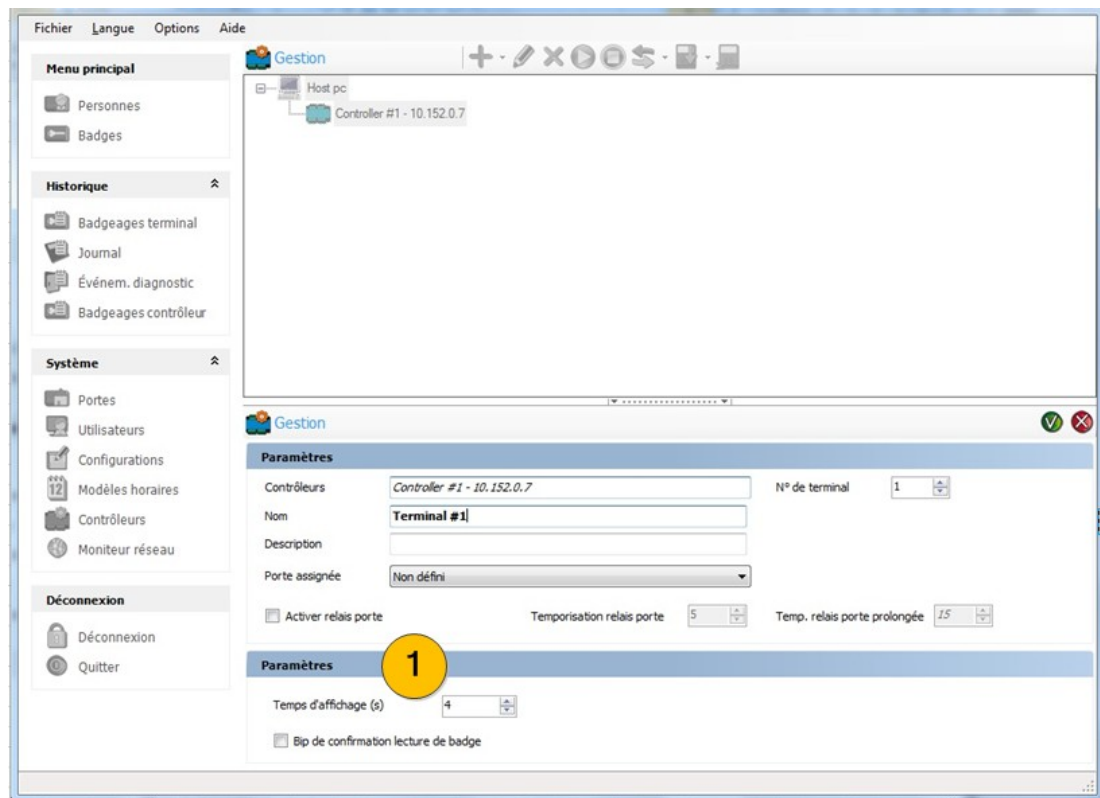 Fichier Langue Options Aide
Menu principal
Personnes
Badges
Historique
Badgeages terminal
Journal
Événem. diagnostic
Badgeages contrôleur
Système
Portes
Utilisateurs
Configurations
12 Modèles horaires
Contrôleurs
Moniteur réseau
Déconnexion
Déconnexion
Quitter
Gestion
Host pc
Controller #1 - 10.152.0.7
Gestion
Paramètres
Contrôleurs Controller #1 - 10.152.0.7 N° de terminal 1
Nom Terminal #1
Description
Porte assignée Non défini
Activer relais porte Temporisation relais porte 5 Temp. relais porte prolongée 15
Paramètres 1
Temps d'affichage (s) 4
Bip de confirmation lecture de badge